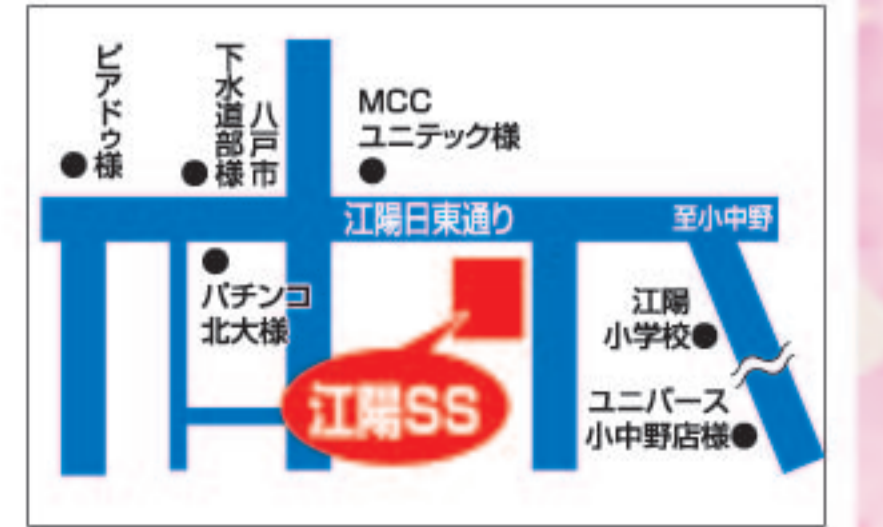 ピアドゥ様
八戸市
下水道部様
MCC
ユニテック様
江陽日東通り
至小中野
パチンコ
北大様
江陽SS
江陽
小学校
ユニバース
小中野店様